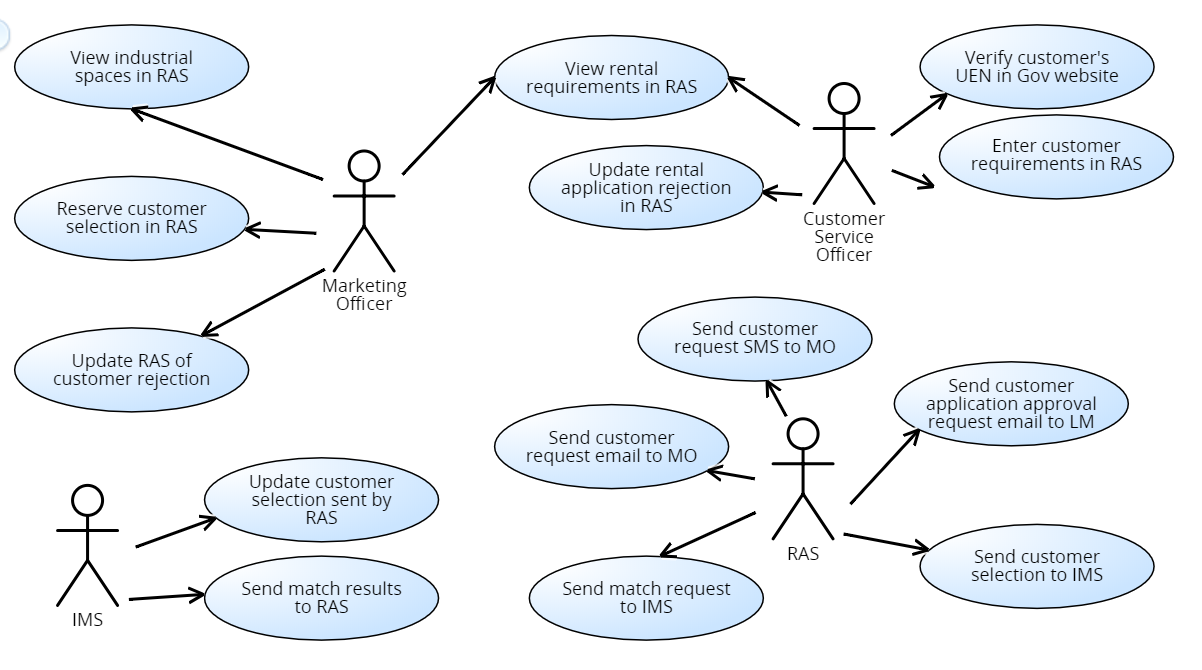 View industrial
spaces in RAS
View rental
requirements in RAS
Verify customer's
UEN in Gov website
Enter customer
requirements in RAS
Update rental
application rejection
in RAS
Reserve customer
selection in RAS
Customer
Service
Officer
Marketing
Officer
Update RAS of
customer rejection
Send customer
request SMS to MO
Send customer
application approval
request email to LM
Send customer
request email to MO
Update customer
selection sent by
RAS
RAS
Send customer
selection to IMS
Send match results
to RAS
Send match request
to IMS
IMS